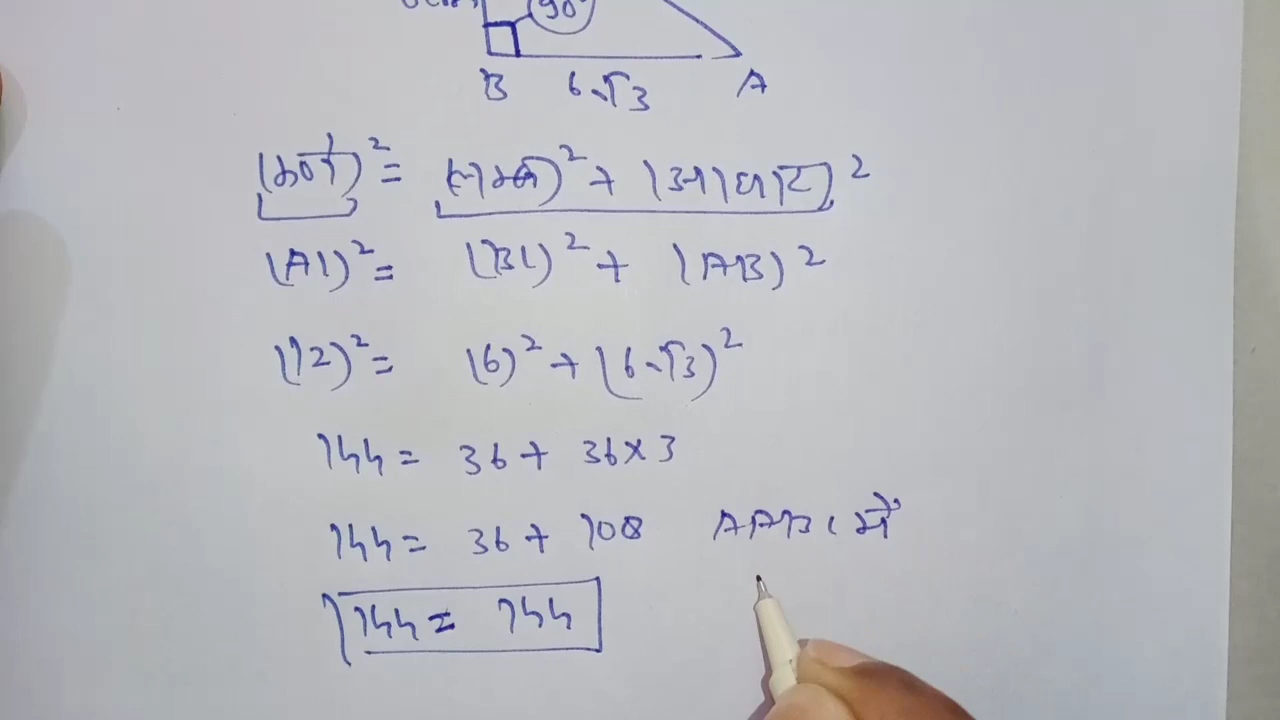 90°
B 6√3 A
(कर्ण)² = (लम्ब)² + (आधार)²
(AC)² = (BC)² + (AB)²
(12)² = (6)² + (6√3)²
144 = 36 + 36×3
144 = 36 + 108 ΔABC में
144 = 144